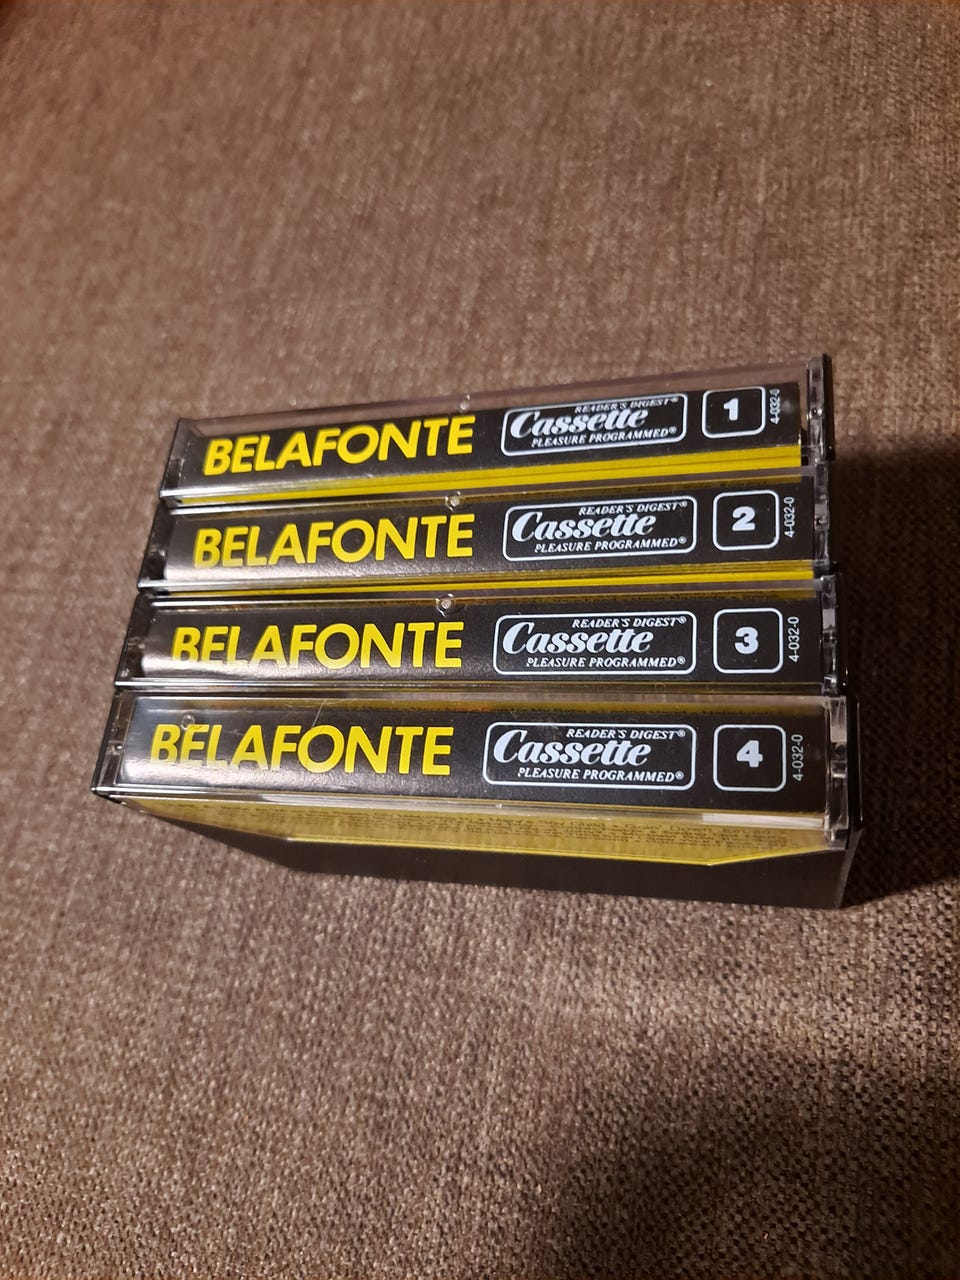 BELAFONTE
READER'S DIGEST®
Cassette
PLEASURE PROGRAMMED®
1
4-032-0
BELAFONTE
READER'S DIGEST®
Cassette
PLEASURE PROGRAMMED®
2
4-032-0
BELAFONTE
READER'S DIGEST®
Cassette
PLEASURE PROGRAMMED®
3
4-032-0
BELAFONTE
READER'S DIGEST®
Cassette
PLEASURE PROGRAMMED®
4
4-032-0